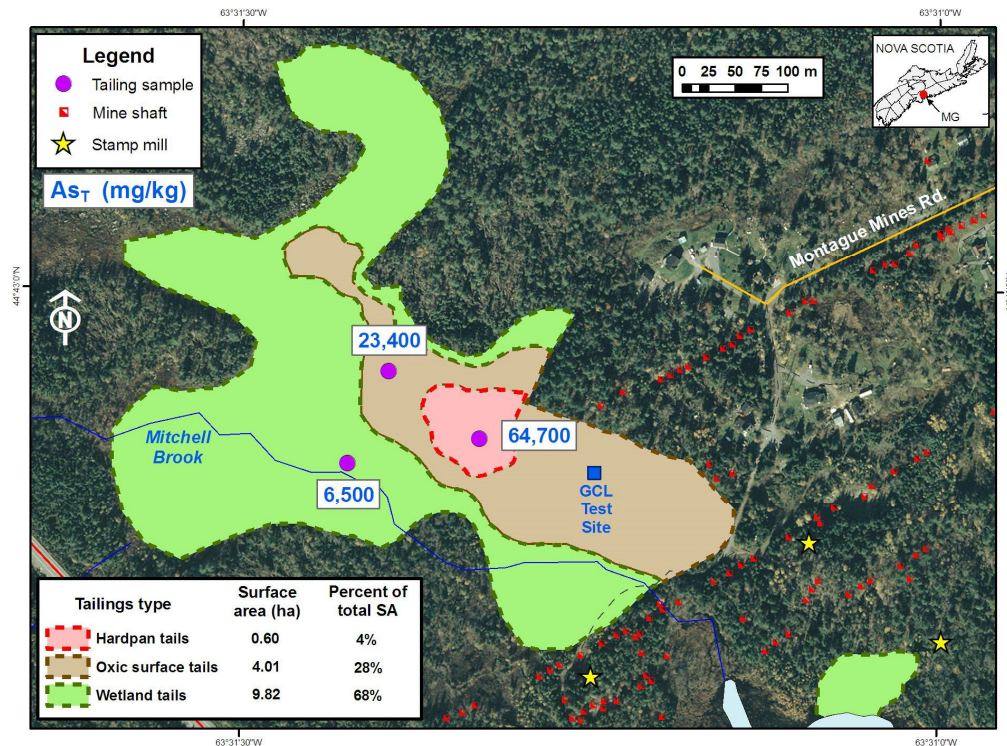 63°31'30"W
63°31'0"W
Legend
Tailing sample
Mine shaft
Stamp mill
As_T (mg/kg)
0 25 50 75 100 m
NOVA SCOTIA
MG
Montague Mines Rd.
44°43'0"N
N
23,400
64,700
Mitchell
Brook
6,500
GCL
Test
Site
Tailings type Surface area (ha) Percent of total SA
Hardpan tails 0.60 4%
Oxic surface tails 4.01 28%
Wetland tails 9.82 68%
63°31'30"W
63°31'0"W